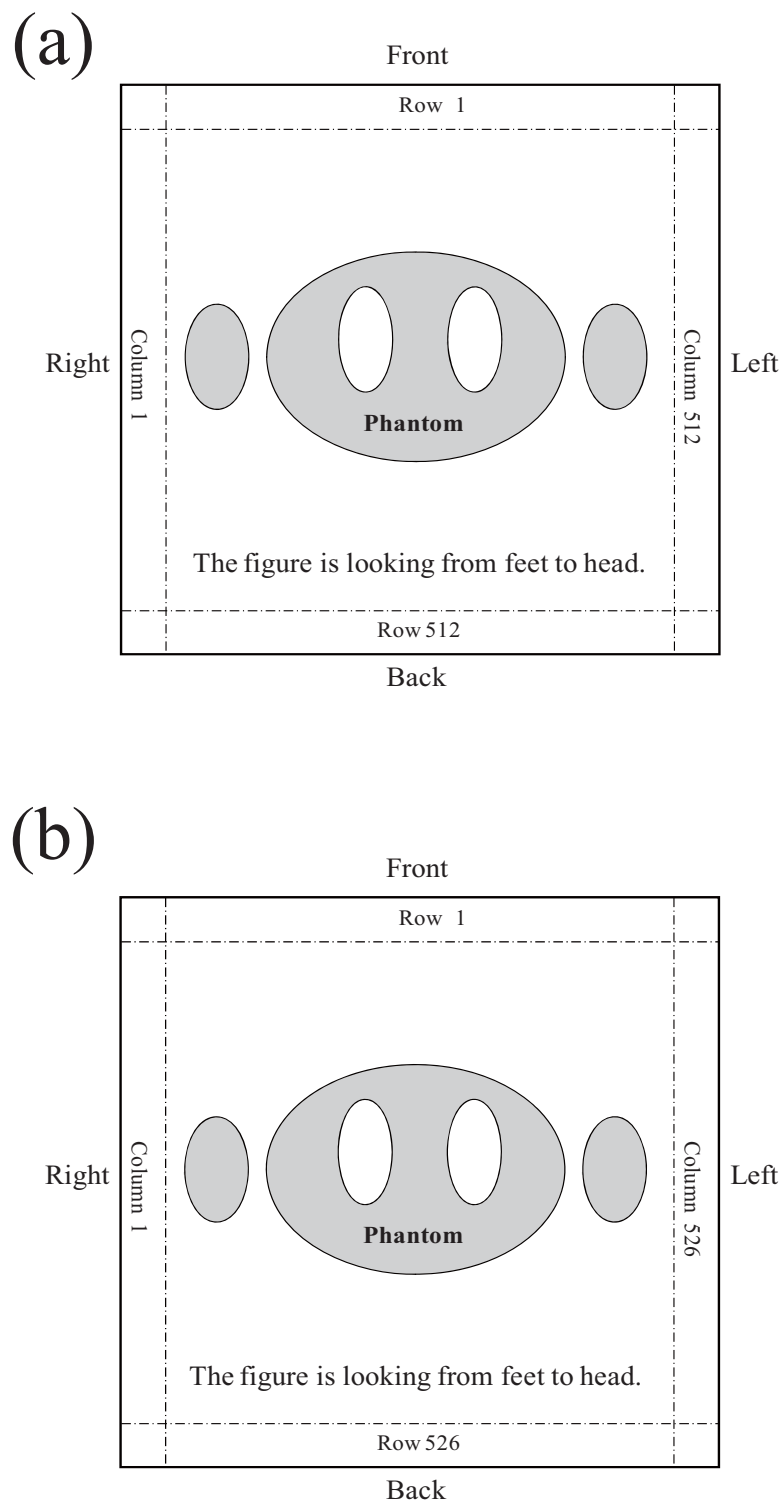 (a)
Front
Row 1
Right
Column 1
Column 512
Left
Phantom
The figure is looking from feet to head.
Row 512
Back
(b)
Front
Row 1
Right
Column 1
Column 526
Left
Phantom
The figure is looking from feet to head.
Row 526
Back